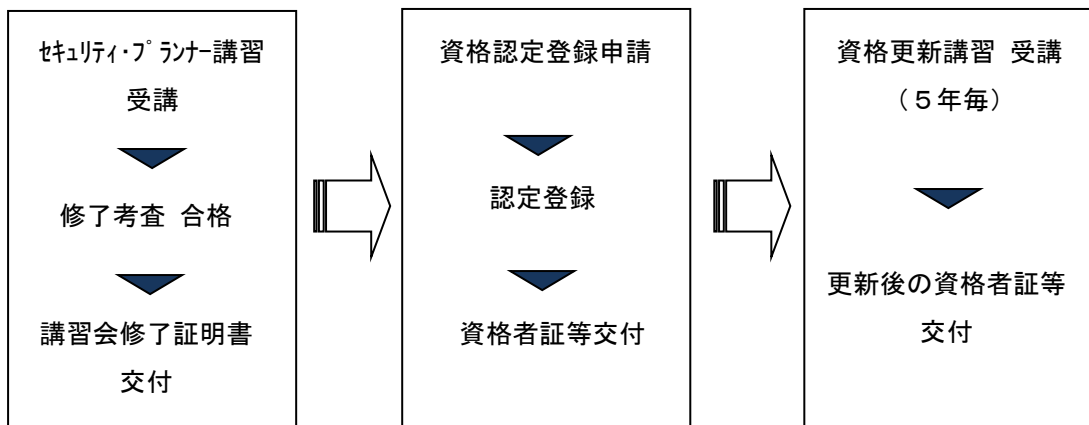 ｾｷｭﾘﾃｨ･ﾌﾟﾗﾝﾅｰ講習
受講
修了考査 合格
講習会修了証明書
交付
資格認定登録申請
認定登録
資格者証等交付
資格更新講習 受講
（５年毎）
更新後の資格者証等
交付